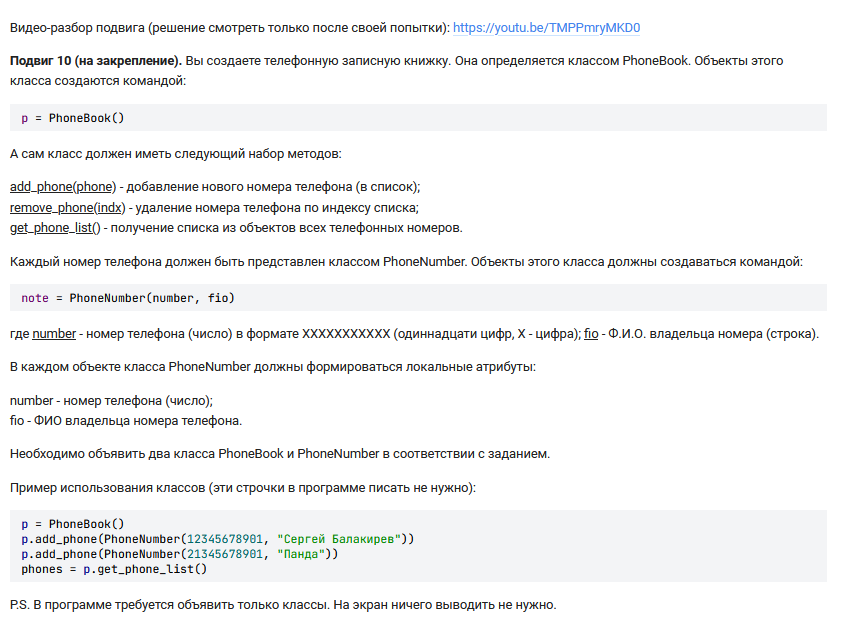 Видео-разбор подвига (решение смотреть только после своей попытки): https://youtu.be/TMPPmryMKD0
Подвиг 10 (на закрепление). Вы создаете телефонную записную книжку. Она определяется классом PhoneBook. Объекты этого
класса создаются командой:
p = PhoneBook()
А сам класс должен иметь следующий набор методов:
add_phone(phone) - добавление нового номера телефона (в список);
remove_phone(indx) - удаление номера телефона по индексу списка;
get_phone_list() - получение списка из объектов всех телефонных номеров.
Каждый номер телефона должен быть представлен классом PhoneNumber. Объекты этого класса должны создаваться командой:
note = PhoneNumber(number, fio)
где number - номер телефона (число) в формате XXXXXXXXXXX (одиннадцати цифр, X - цифра); fio - Ф.И.О. владельца номера (строка).
В каждом объекте класса PhoneNumber должны формироваться локальные атрибуты:
number - номер телефона (число);
fio - ФИО владельца номера телефона.
Необходимо объявить два класса PhoneBook и PhoneNumber в соответствии с заданием.
Пример использования классов (эти строчки в программе писать не нужно):
p = PhoneBook()
p.add_phone(PhoneNumber(12345678901, "Сергей Балакирев"))
p.add_phone(PhoneNumber(21345678901, "Панда"))
phones = p.get_phone_list()
P.S. В программе требуется объявить только классы. На экран ничего выводить не нужно.